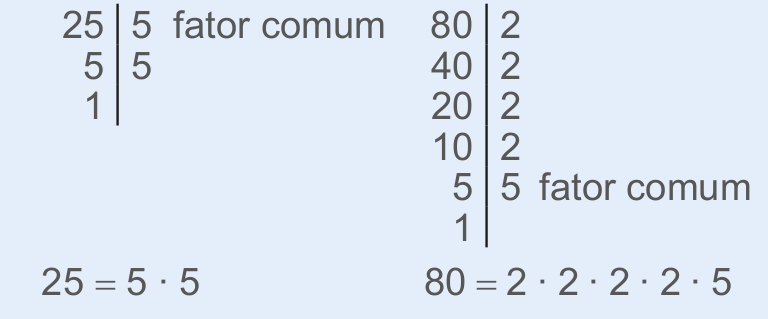 25 | 5 fator comum
5 | 5
1 |
25 = 5 · 5
80 | 2
40 | 2
20 | 2
10 | 2
5 | 5 fator comum
1 |
80 = 2 · 2 · 2 · 2 · 5